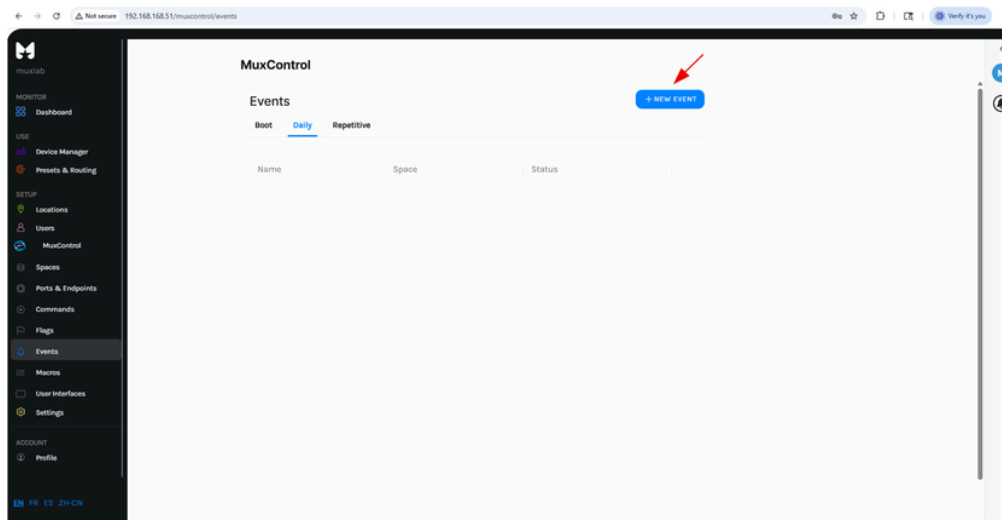 Not secure 192.168.168.51/muxcontrol/events
Verify it's you
muxlab
MONITOR
Dashboard
USE
Device Manager
Presets & Routing
SETUP
Locations
Users
MuxControl
Spaces
Ports & Endpoints
Commands
Flags
Events
Macros
User Interfaces
Settings
ACCOUNT
Profile
EN FR ES ZH-CN
MuxControl
Events
+ NEW EVENT
Boot Daily Repetitive
Name Space Status